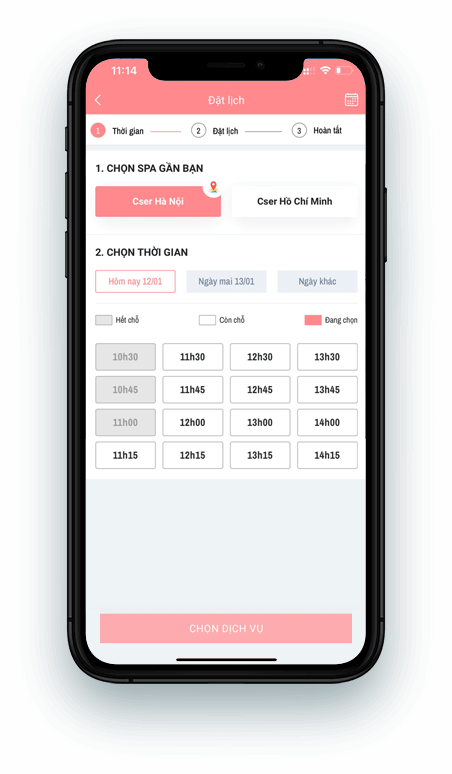 11:14
Đặt lịch
1 Thời gian 2 Đặt lịch 3 Hoàn tất
1. CHỌN SPA GẦN BẠN
Cser Hà Nội Cser Hồ Chí Minh
2. CHỌN THỜI GIAN
Hôm nay 12/01 Ngày mai 13/01 Ngày khác
Hết chỗ Còn chỗ Đang chọn
10h30 11h30 12h30 13h30
10h45 11h45 12h45 13h45
11h00 12h00 13h00 14h00
11h15 12h15 13h15 14h15
CHỌN DỊCH VỤ